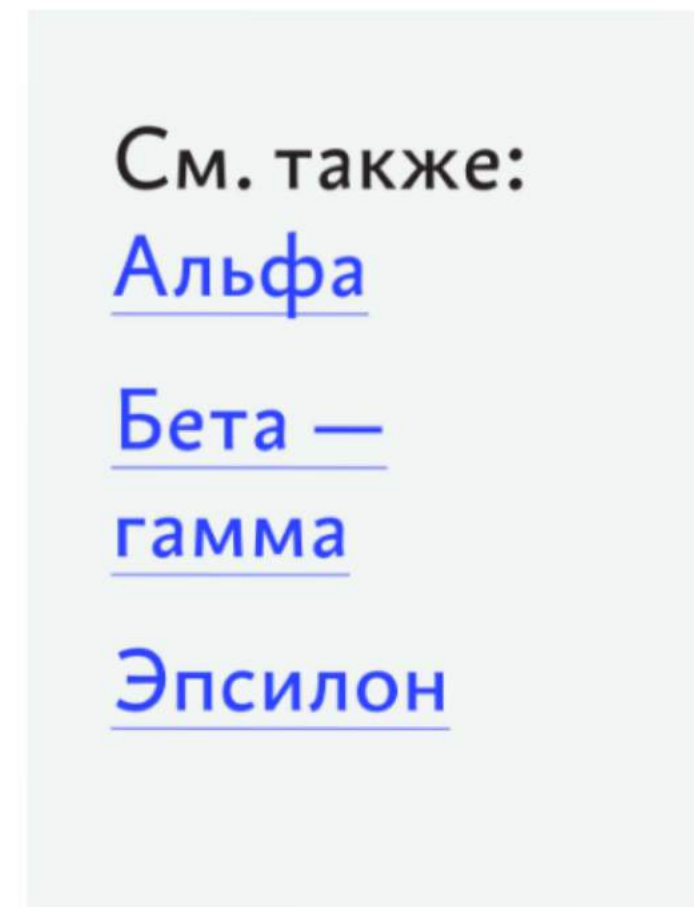 См. также:
Альфа
Бета —
гамма
Эпсилон